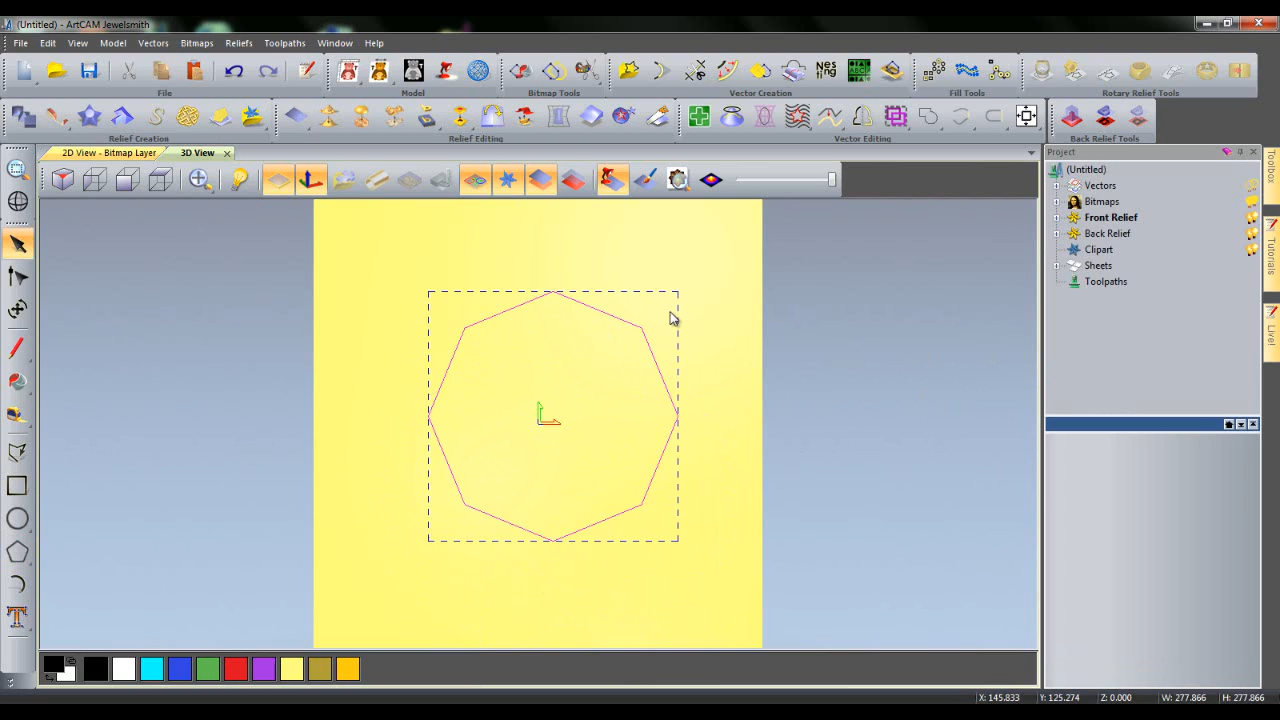 (Untitled) - ArtCAM Jewelsmith
File Edit View Model Vectors Bitmaps Reliefs Toolpaths Window Help
File Model Bitmap Tools Vector Creation Fill Tools Rotary Relief Tools
Relief Creation Relief Editing Vector Editing Back Relief Tools
2D View - Bitmap Layer 3D View
Project
(Untitled)
Vectors
Bitmaps
Front Relief
Back Relief
Clipart
Sheets
Toolpaths
Toolbox
Tutorials
Live!
X: 145.833 Y: 125.274 Z: 0.000 W: 277.866 H: 277.866